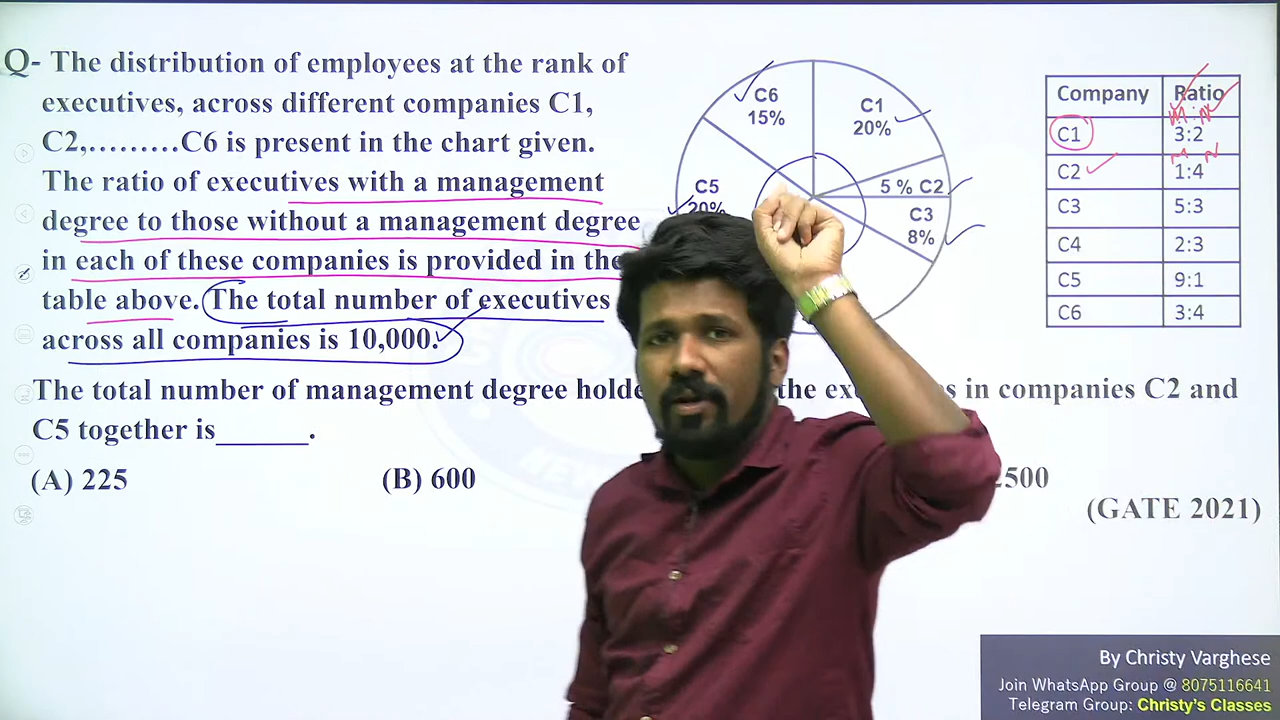 Q- The distribution of employees at the rank of
executives, across different companies C1,
C2,………C6 is present in the chart given.
The ratio of executives with a management
degree to those without a management degree
in each of these companies is provided in the
table above. The total number of executives
across all companies is 10,000.
C6
15%
C1
20%
5 % C2
C3
8%
C5
20%
Company Ratio
M:N
C1 3:2
M N
C2 1:4
C3 5:3
C4 2:3
C5 9:1
C6 3:4
The total number of management degree the in companies C2 and
C5 together is______.
(A) 225 (B) 600 500
(GATE 2021)
By Christy Varghese
Join WhatsApp Group @ 8075116641
Telegram Group: Christy's Classes